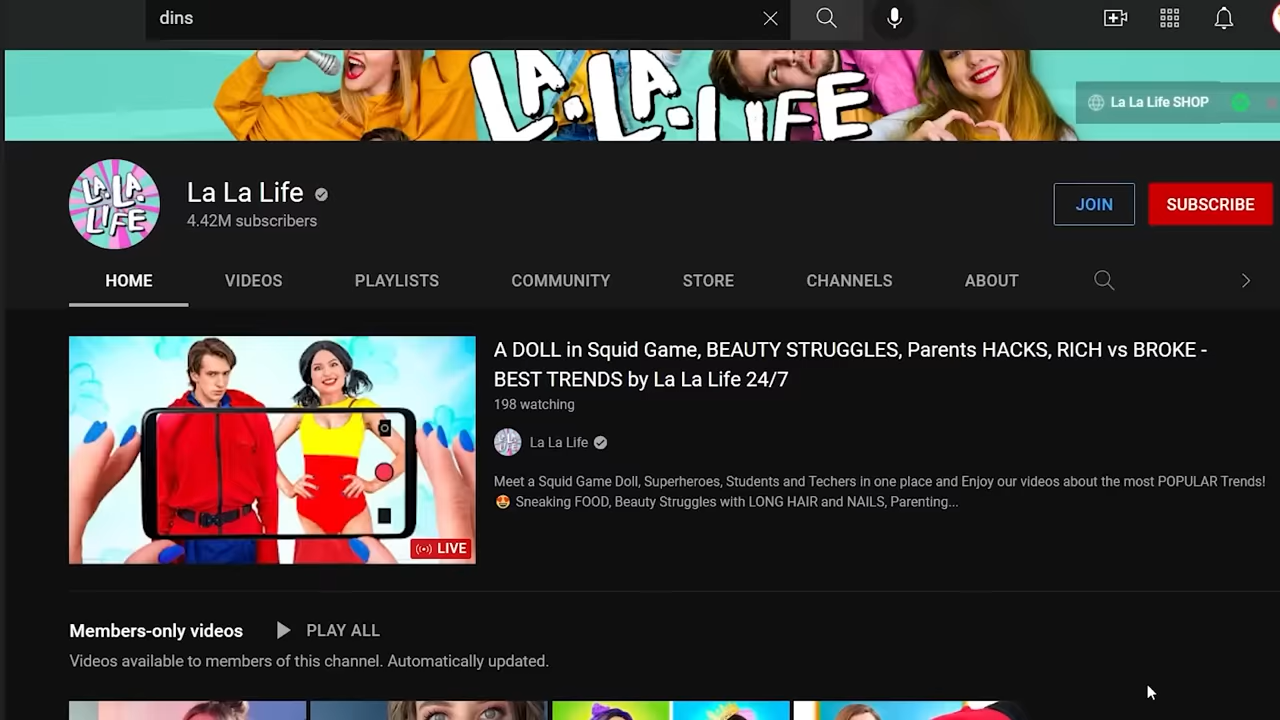 dins
LA.LA.LIFE
La La Life SHOP
LA.LA.
LIFE
La La Life
4.42M subscribers
JOIN
SUBSCRIBE
HOME
VIDEOS
PLAYLISTS
COMMUNITY
STORE
CHANNELS
ABOUT
A DOLL in Squid Game, BEAUTY STRUGGLES, Parents HACKS, RICH vs BROKE -
BEST TRENDS by La La Life 24/7
198 watching
La La Life
Meet a Squid Game Doll, Superheroes, Students and Techers in one place and Enjoy our videos about the most POPULAR Trends!
🤩 Sneaking FOOD, Beauty Struggles with LONG HAIR and NAILS, Parenting...
LIVE
Members-only videos
PLAY ALL
Videos available to members of this channel. Automatically updated.